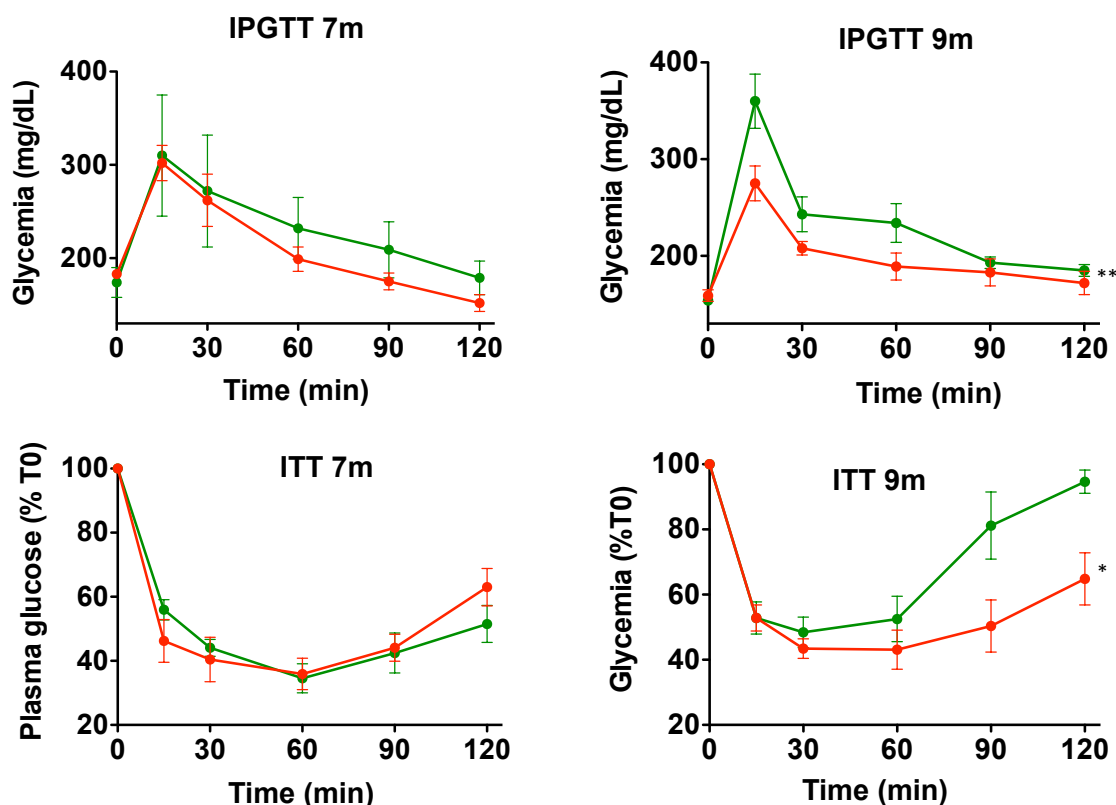 IPGTT 7m
Glycemia (mg/dL)
400
300
200
0 30 60 90 120
Time (min)
IPGTT 9m
Glycemia (mg/dL)
400
300
200
**
0 30 60 90 120
Time (min)
ITT 7m
Plasma glucose (% T0)
100
80
60
40
20
0 30 60 90 120
Time (min)
ITT 9m
Glycemia (%T0)
100
80
60
40
20
*
0 30 60 90 120
Time (min)